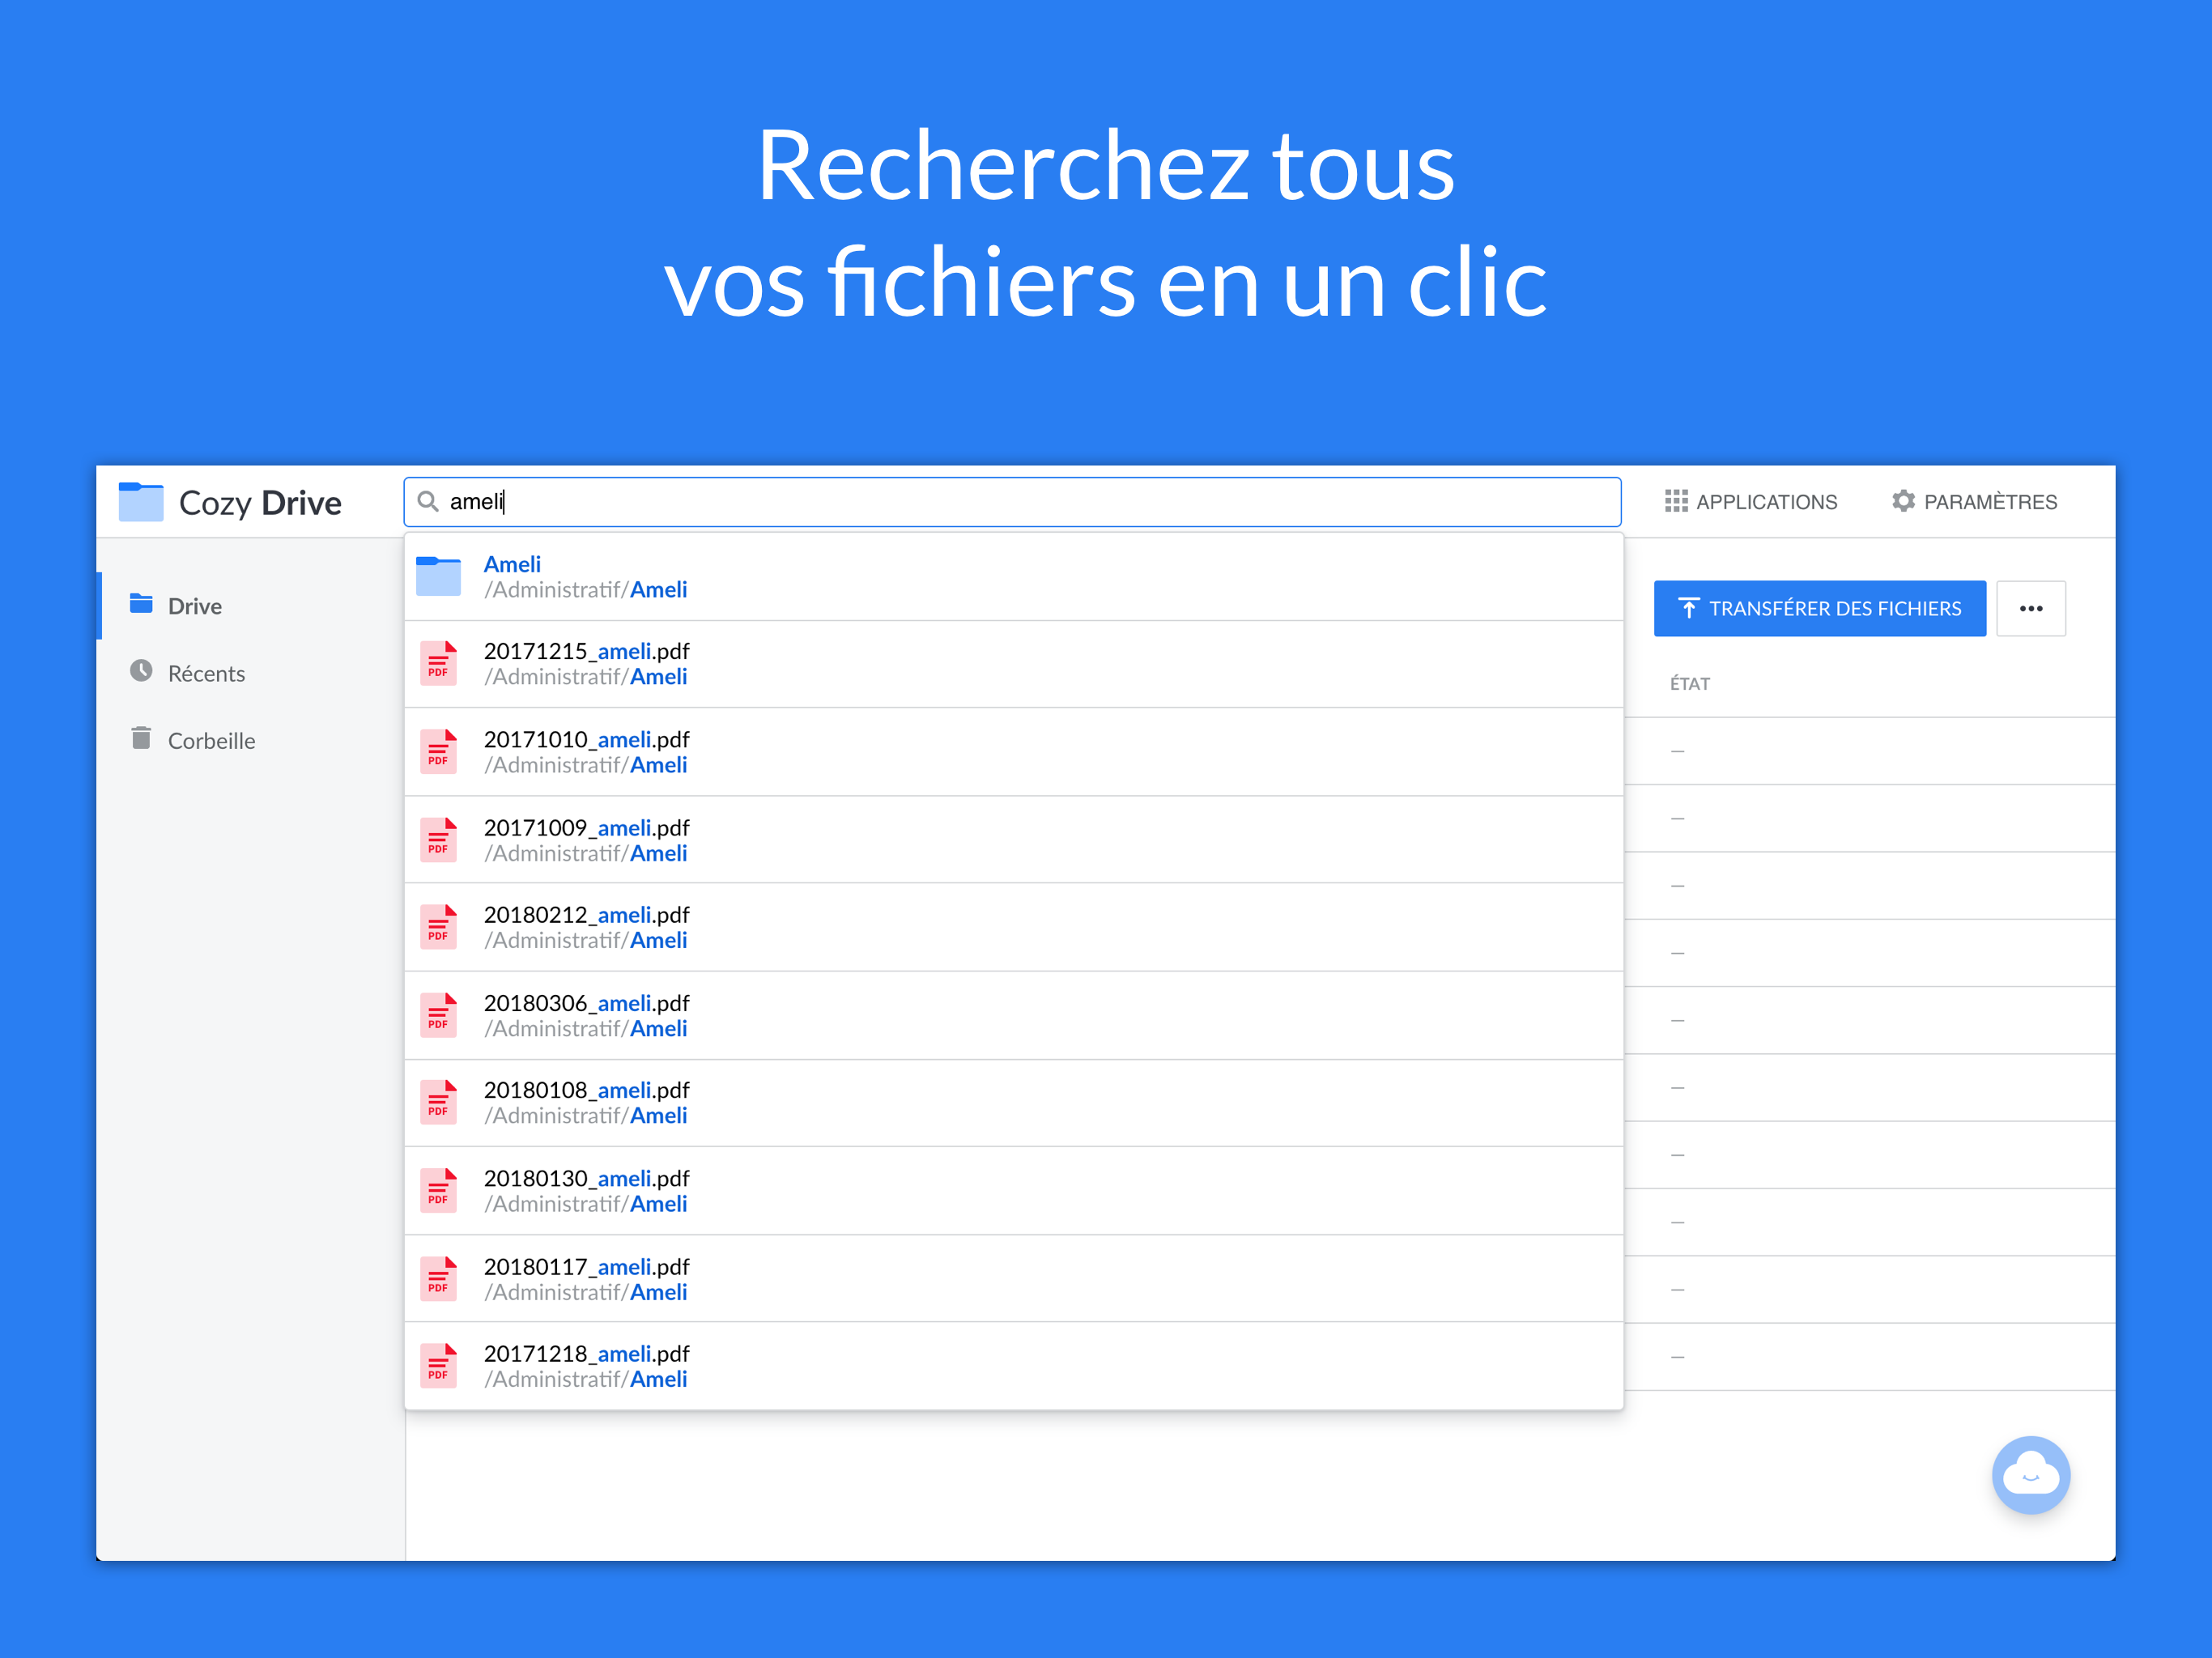 Recherchez tous
vos fichiers en un clic
Cozy Drive
ameli
APPLICATIONS
PARAMÈTRES
Drive
Récents
Corbeille
Ameli
/Administratif/Ameli
PDF
20171215_ameli.pdf
/Administratif/Ameli
PDF
20171010_ameli.pdf
/Administratif/Ameli
PDF
20171009_ameli.pdf
/Administratif/Ameli
PDF
20180212_ameli.pdf
/Administratif/Ameli
PDF
20180306_ameli.pdf
/Administratif/Ameli
PDF
20180108_ameli.pdf
/Administratif/Ameli
PDF
20180130_ameli.pdf
/Administratif/Ameli
PDF
20180117_ameli.pdf
/Administratif/Ameli
PDF
20171218_ameli.pdf
/Administratif/Ameli
TRANSFÉRER DES FICHIERS
•••
ÉTAT
—
—
—
—
—
—
—
—
—
—